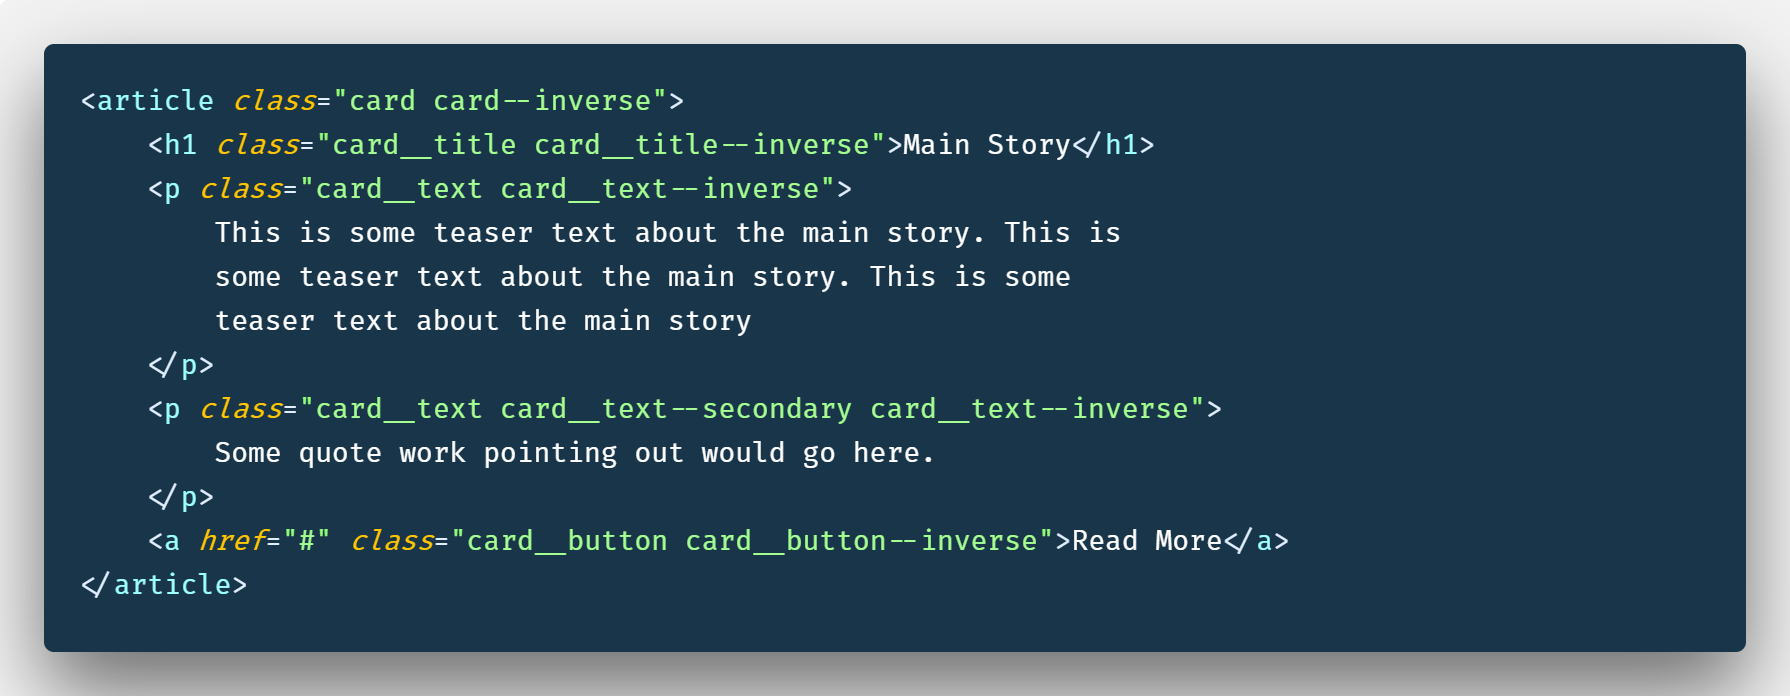 <article class="card card--inverse">
    <h1 class="card__title card__title--inverse">Main Story</h1>
    <p class="card__text card__text--inverse">
        This is some teaser text about the main story. This is
        some teaser text about the main story. This is some
        teaser text about the main story
    </p>
    <p class="card__text card__text--secondary card__text--inverse">
        Some quote work pointing out would go here.
    </p>
    <a href="#" class="card__button card__button--inverse">Read More</a>
</article>